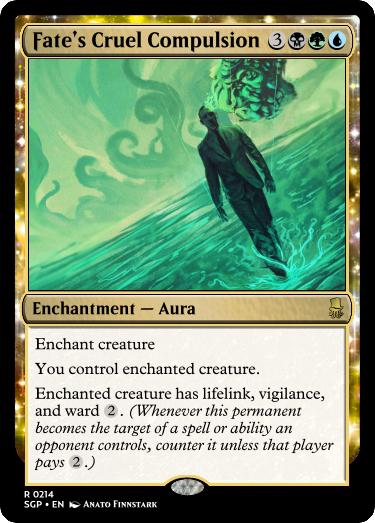 Fate's Cruel Compulsion 3
Enchantment — Aura
Enchant creature
You control enchanted creature.
Enchanted creature has lifelink, vigilance,
and ward 2. (Whenever this permanent
becomes the target of a spell or ability an
opponent controls, counter it unless that player
pays 2.)
R 0214
SGP • EN Anato Finnstark